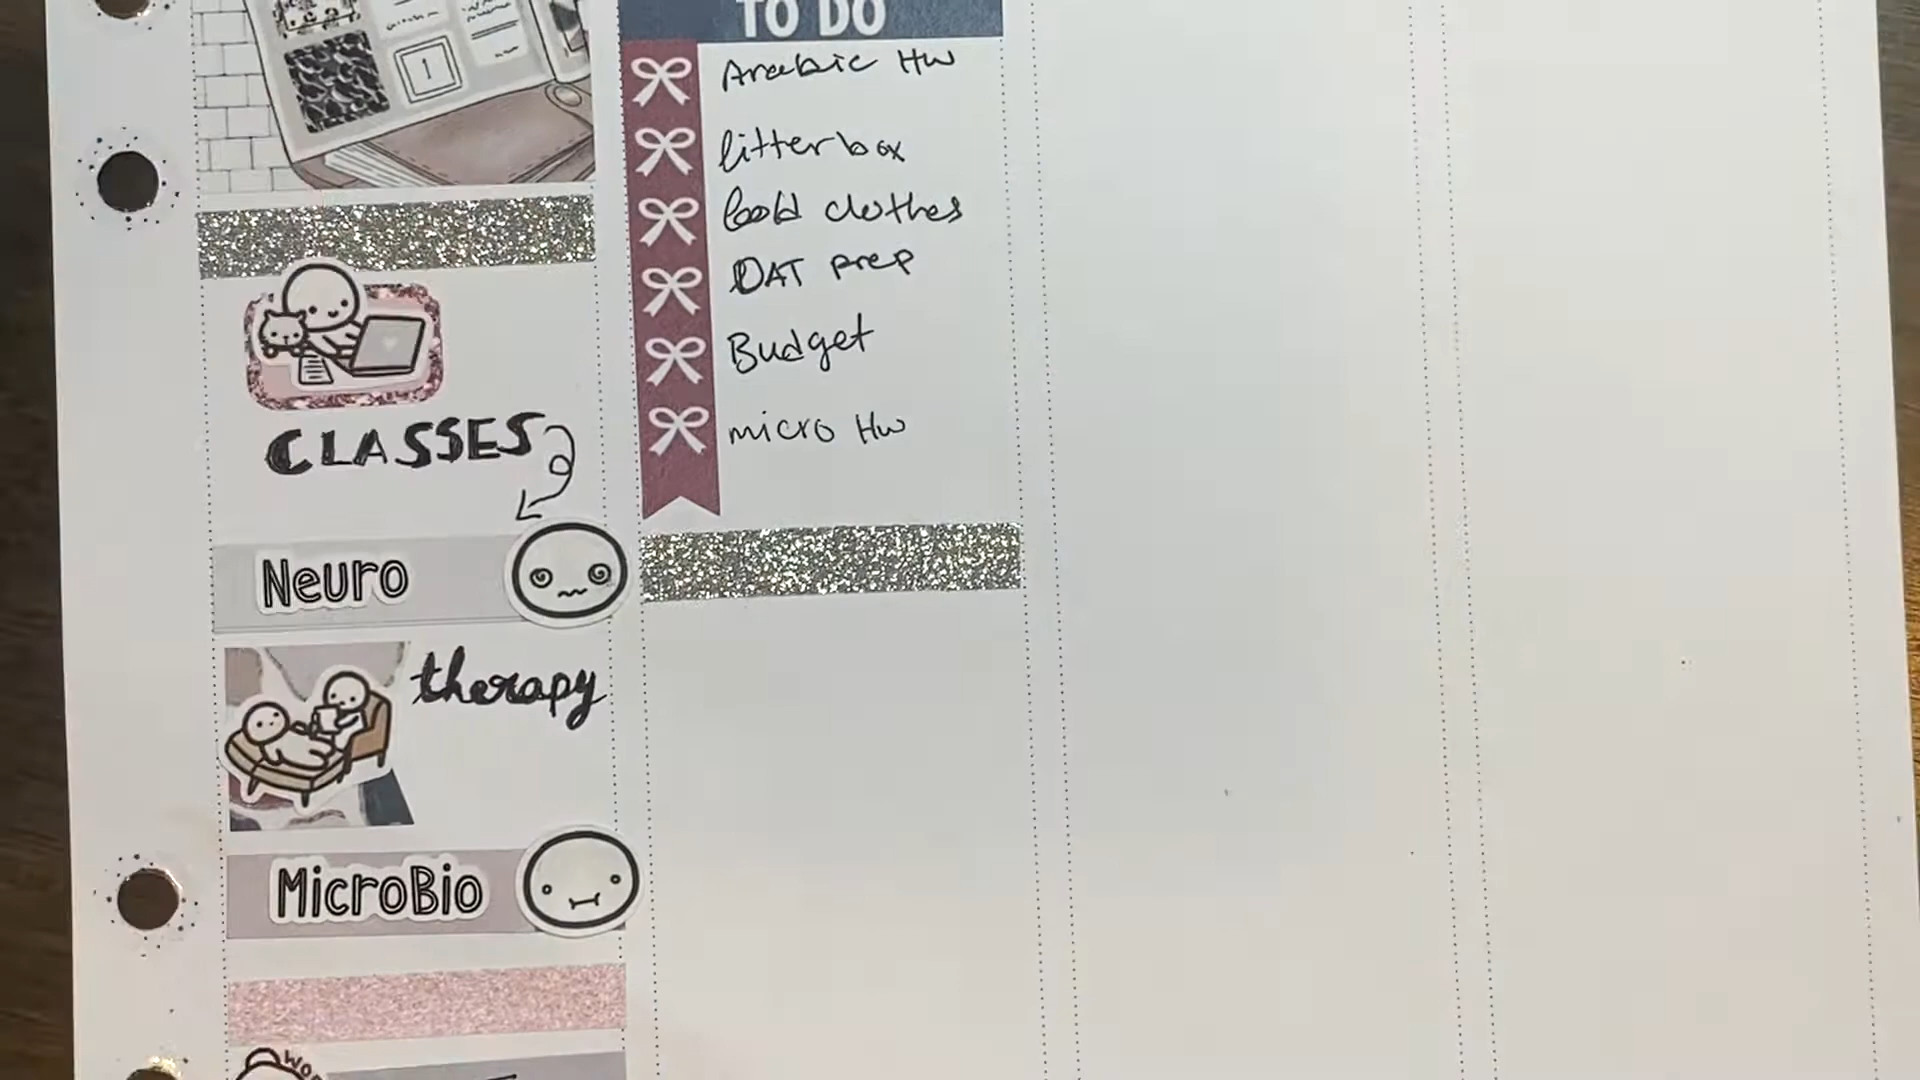 TO DO
Arabic HW
litterbox
fold clothes
DAT prep
Budget
micro HW
CLASSES
Neuro
therapy
MicroBio